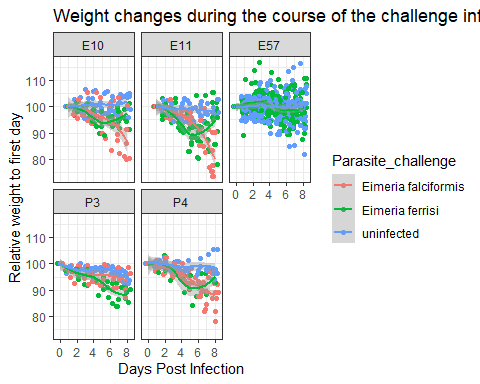 Weight changes during the course of the challenge inf
E10 E11 E57
110
100
90
80
0 2 4 6 8
P3 P4
110
100
90
80
0 2 4 6 8 0 2 4 6 8
Relative weight to first day
Days Post Infection
Parasite_challenge
Eimeria falciformis
Eimeria ferrisi
uninfected